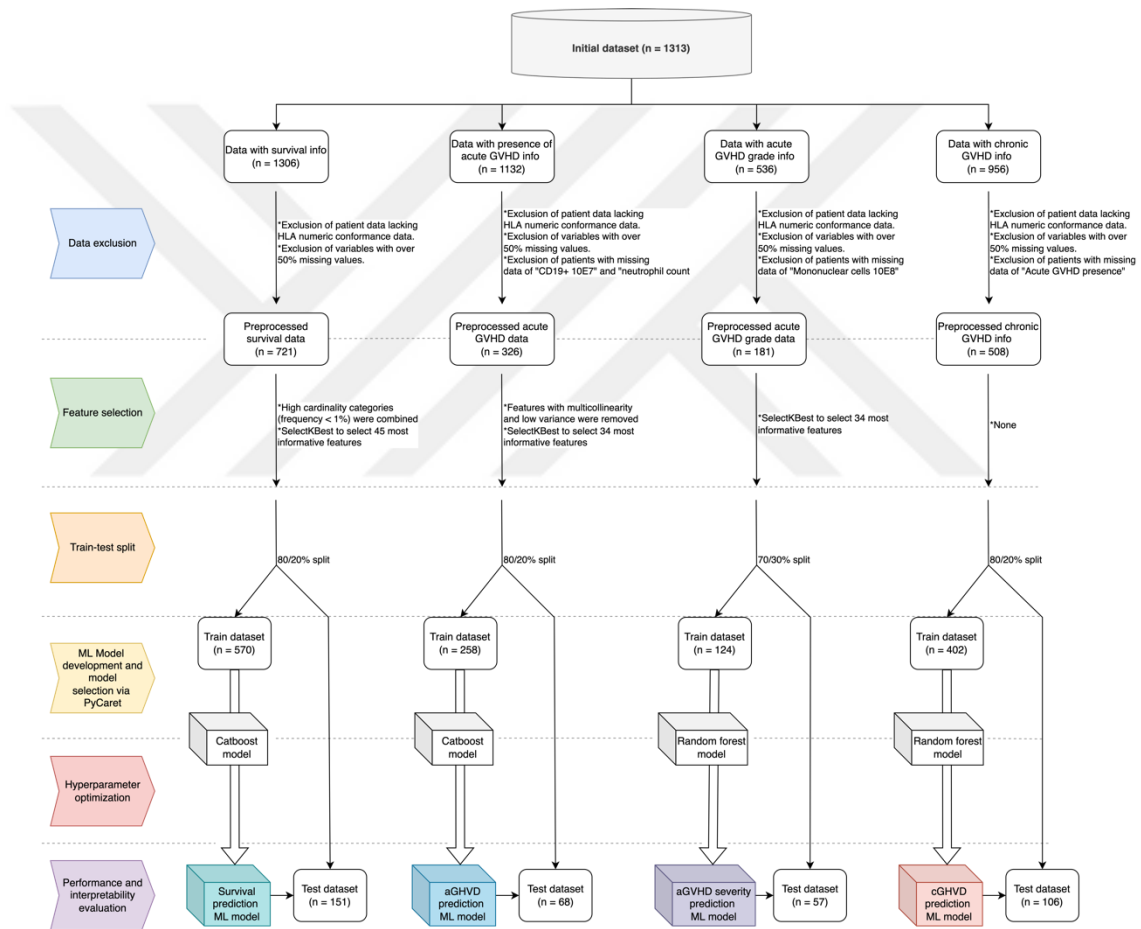 Initial dataset (n = 1313)
Data with survival info
(n = 1306)
Data with presence of
acute GVHD info
(n = 1132)
Data with acute
GVHD grade info
(n = 536)
Data with chronic
GVHD info
(n = 956)
Data exclusion
*Exclusion of patient data lacking
HLA numeric conformance data.
*Exclusion of variables with over
50% missing values.
*Exclusion of patient data lacking
HLA numeric conformance data.
*Exclusion of variables with over
50% missing values.
*Exclusion of patients with missing
data of "CD19+ 10E7" and "neutrophil count
*Exclusion of patient data lacking
HLA numeric conformance data.
*Exclusion of variables with over
50% missing values.
*Exclusion of patients with missing
data of "Mononuclear cells 10E8"
*Exclusion of patient data lacking
HLA numeric conformance data.
*Exclusion of variables with over
50% missing values.
*Exclusion of patients with missing
data of "Acute GVHD presence"
Preprocessed
survival data
(n = 721)
Preprocessed acute
GVHD data
(n = 326)
Preprocessed acute
GVHD grade data
(n = 181)
Preprocessed chronic
GVHD info
(n = 508)
Feature selection
*High cardinality categories
(frequency < 1%) were combined
*SelectKBest to select 45 most
informative features
*Features with multicollinearity
and low variance were removed
*SelectKBest to select 34 most
informative features
*SelectKBest to select 34 most
informative features
*None
Train-test split
80/20% split
80/20% split
70/30% split
80/20% split
ML Model
development and
model
selection via
PyCaret
Train dataset
(n = 570)
Train dataset
(n = 258)
Train dataset
(n = 124)
Train dataset
(n = 402)
Catboost
model
Catboost
model
Random forest
model
Random forest
model
Hyperparameter
optimization
Performance and
interpretability
evaluation
Survival
prediction
ML model
Test dataset
(n = 151)
aGHVD
prediction
ML model
Test dataset
(n = 68)
aGVHD severity
prediction
ML model
Test dataset
(n = 57)
cGHVD
prediction
ML model
Test dataset
(n = 106)